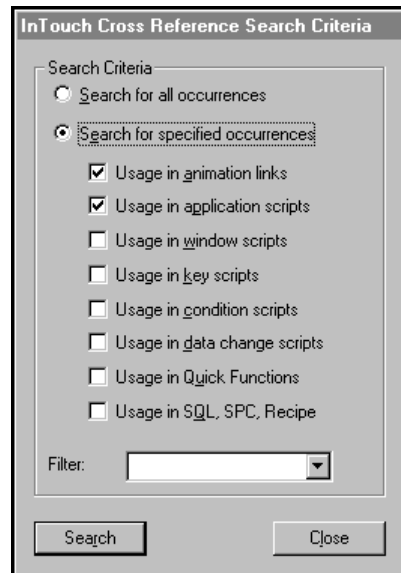 InTouch Cross Reference Search Criteria
Search Criteria
Search for all occurrences
Search for specified occurrences
Usage in animation links
Usage in application scripts
Usage in window scripts
Usage in key scripts
Usage in condition scripts
Usage in data change scripts
Usage in Quick Functions
Usage in SQL, SPC, Recipe
Filter:
Search
Close